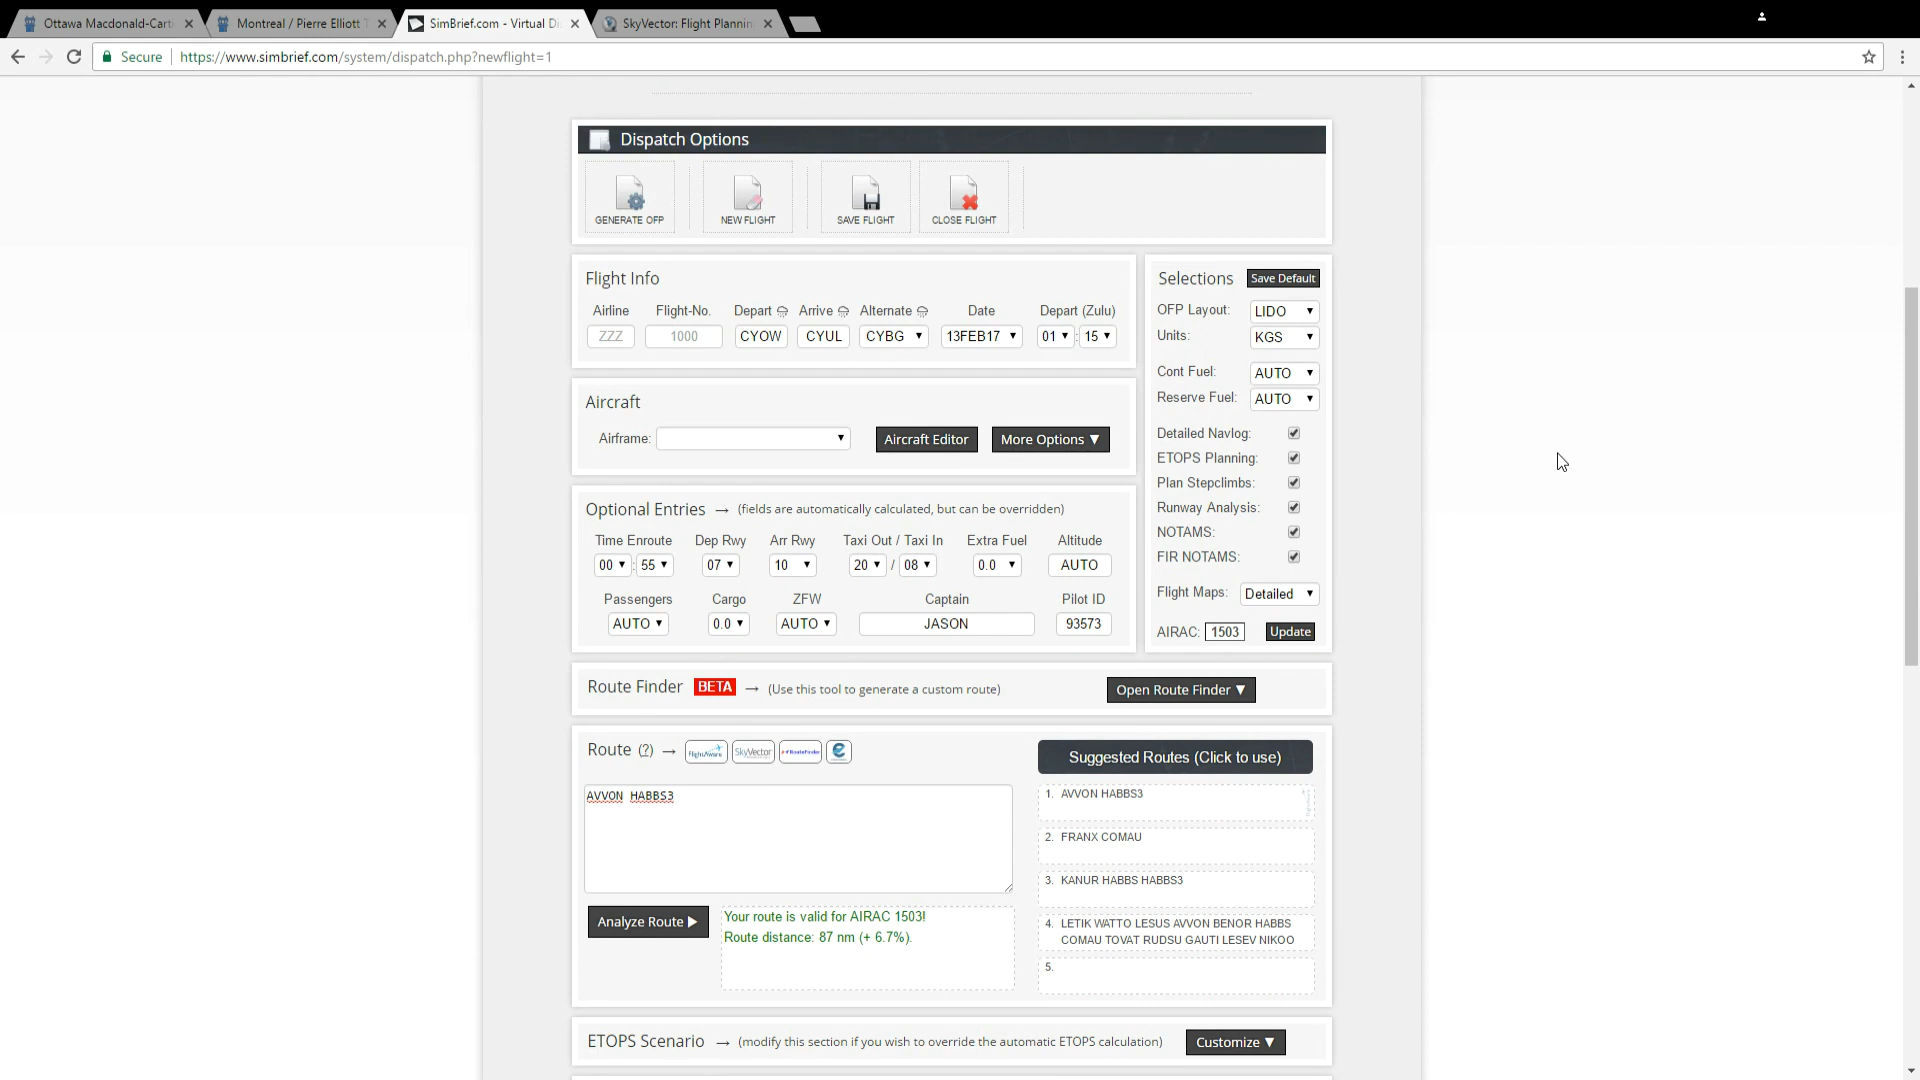 Ottawa Macdonald-Cart
Montreal / Pierre Elliott T
SimBrief.com - Virtual Di
SkyVector: Flight Plannin
Secure https://www.simbrief.com/system/dispatch.php?newflight=1
Dispatch Options
GENERATE OFP NEW FLIGHT SAVE FLIGHT CLOSE FLIGHT
Flight Info
Airline Flight-No. Depart Arrive Alternate Date Depart (Zulu)
ZZZ 1000 CYOW CYUL CYBG 13FEB17 01 : 15
Aircraft
Airframe: Aircraft Editor More Options ▼
Optional Entries → (fields are automatically calculated, but can be overridden)
Time Enroute Dep Rwy Arr Rwy Taxi Out / Taxi In Extra Fuel Altitude
00 : 55 07 10 20 / 08 0.0 AUTO
Passengers Cargo ZFW Captain Pilot ID
AUTO 0.0 AUTO JASON 93573
Selections Save Default
OFP Layout: LIDO
Units: KGS
Cont Fuel: AUTO
Reserve Fuel: AUTO
Detailed Navlog:
ETOPS Planning:
Plan Stepclimbs:
Runway Analysis:
NOTAMS:
FIR NOTAMS:
Flight Maps: Detailed
AIRAC: 1503 Update
Route Finder BETA → (Use this tool to generate a custom route) Open Route Finder ▼
Route (?) → FlightAware SkyVector RouteFinder
AVVON HABBS3
Analyze Route ▶
Your route is valid for AIRAC 1503!
Route distance: 87 nm (+ 6.7%).
Suggested Routes (Click to use)
1. AVVON HABBS3
2. FRANX COMAU
3. KANUR HABBS HABBS3
4. LETIK WATTO LESUS AVVON BENOR HABBS
COMAU TOVAT RUDSU GAUTI LESEV NIKOO
5.
ETOPS Scenario → (modify this section if you wish to override the automatic ETOPS calculation) Customize ▼